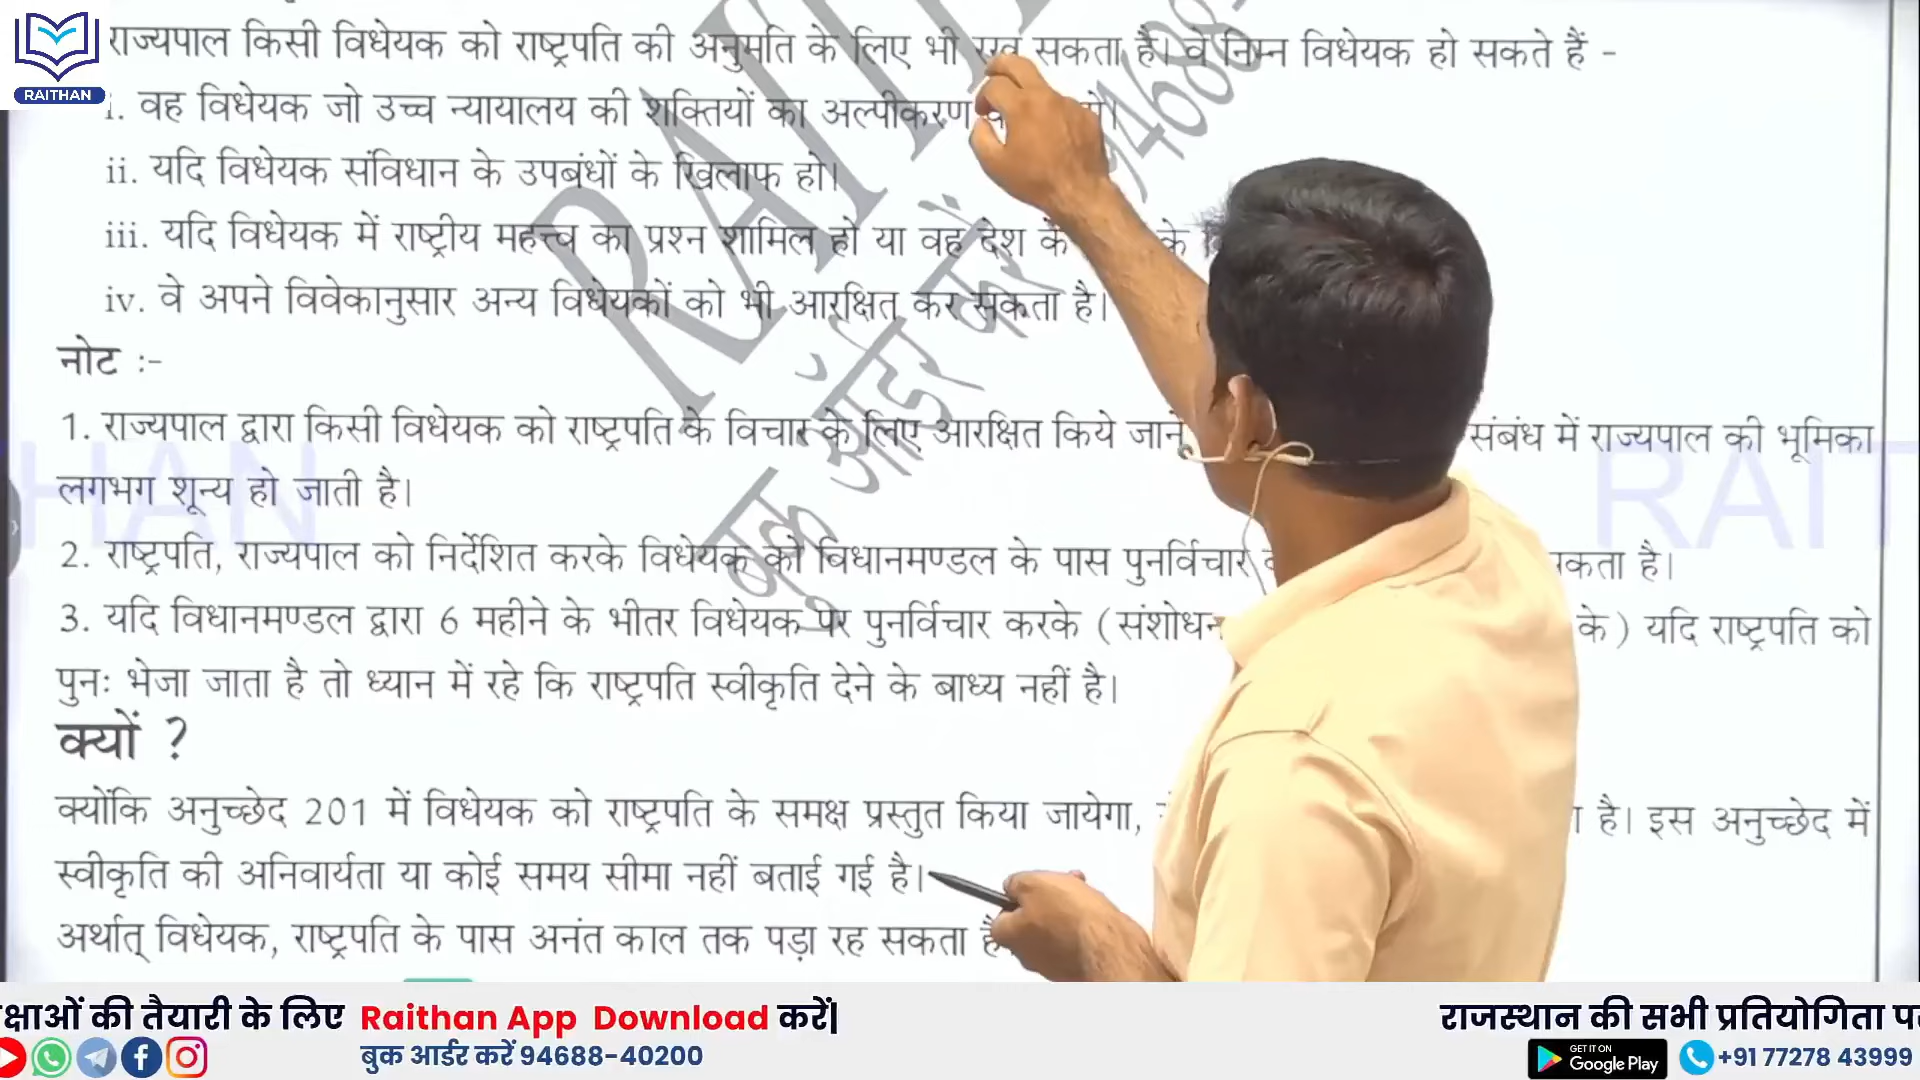 RAITHAN
राज्यपाल किसी विधेयक को राष्ट्रपति की अनुमति के लिए भी रख सकता है। वे निम्न विधेयक हो सकते हैं -
i. वह विधेयक जो उच्च न्यायालय की शक्तियों का अल्पीकरण
ii. यदि विधेयक संविधान के उपबंधों के खिलाफ हो।
iii. यदि विधेयक में राष्ट्रीय महत्त्व का प्रश्न शामिल हो या वह देश के के
iv. वे अपने विवेकानुसार अन्य विधेयकों को भी आरक्षित कर सकता है।
नोट :-
1. राज्यपाल द्वारा किसी विधेयक को राष्ट्रपति के विचार के लिए आरक्षित किये जाने संबंध में राज्यपाल की भूमिका
लगभग शून्य हो जाती है।
2. राष्ट्रपति, राज्यपाल को निर्देशित करके विधेयक को विधानमण्डल के पास पुनर्विचार है।
3. यदि विधानमण्डल द्वारा 6 महीने के भीतर विधेयक पर पुनर्विचार करके (संशोधन के) यदि राष्ट्रपति को
पुनः भेजा जाता है तो ध्यान में रहे कि राष्ट्रपति स्वीकृति देने के बाध्य नहीं है।
क्यों ?
क्योंकि अनुच्छेद 201 में विधेयक को राष्ट्रपति के समक्ष प्रस्तुत किया जायेगा, है। इस अनुच्छेद में
स्वीकृति की अनिवार्यता या कोई समय सीमा नहीं बताई गई है।
अर्थात् विधेयक, राष्ट्रपति के पास अनंत काल तक पड़ा रह सकता है
बुक ऑर्डर करें 94688-
क्षाओं की तैयारी के लिए Raithan App Download करें|
बुक आर्डर करें 94688-40200
राजस्थान की सभी प्रतियोगिता
GET IT ON
Google Play
+91 77278 43999